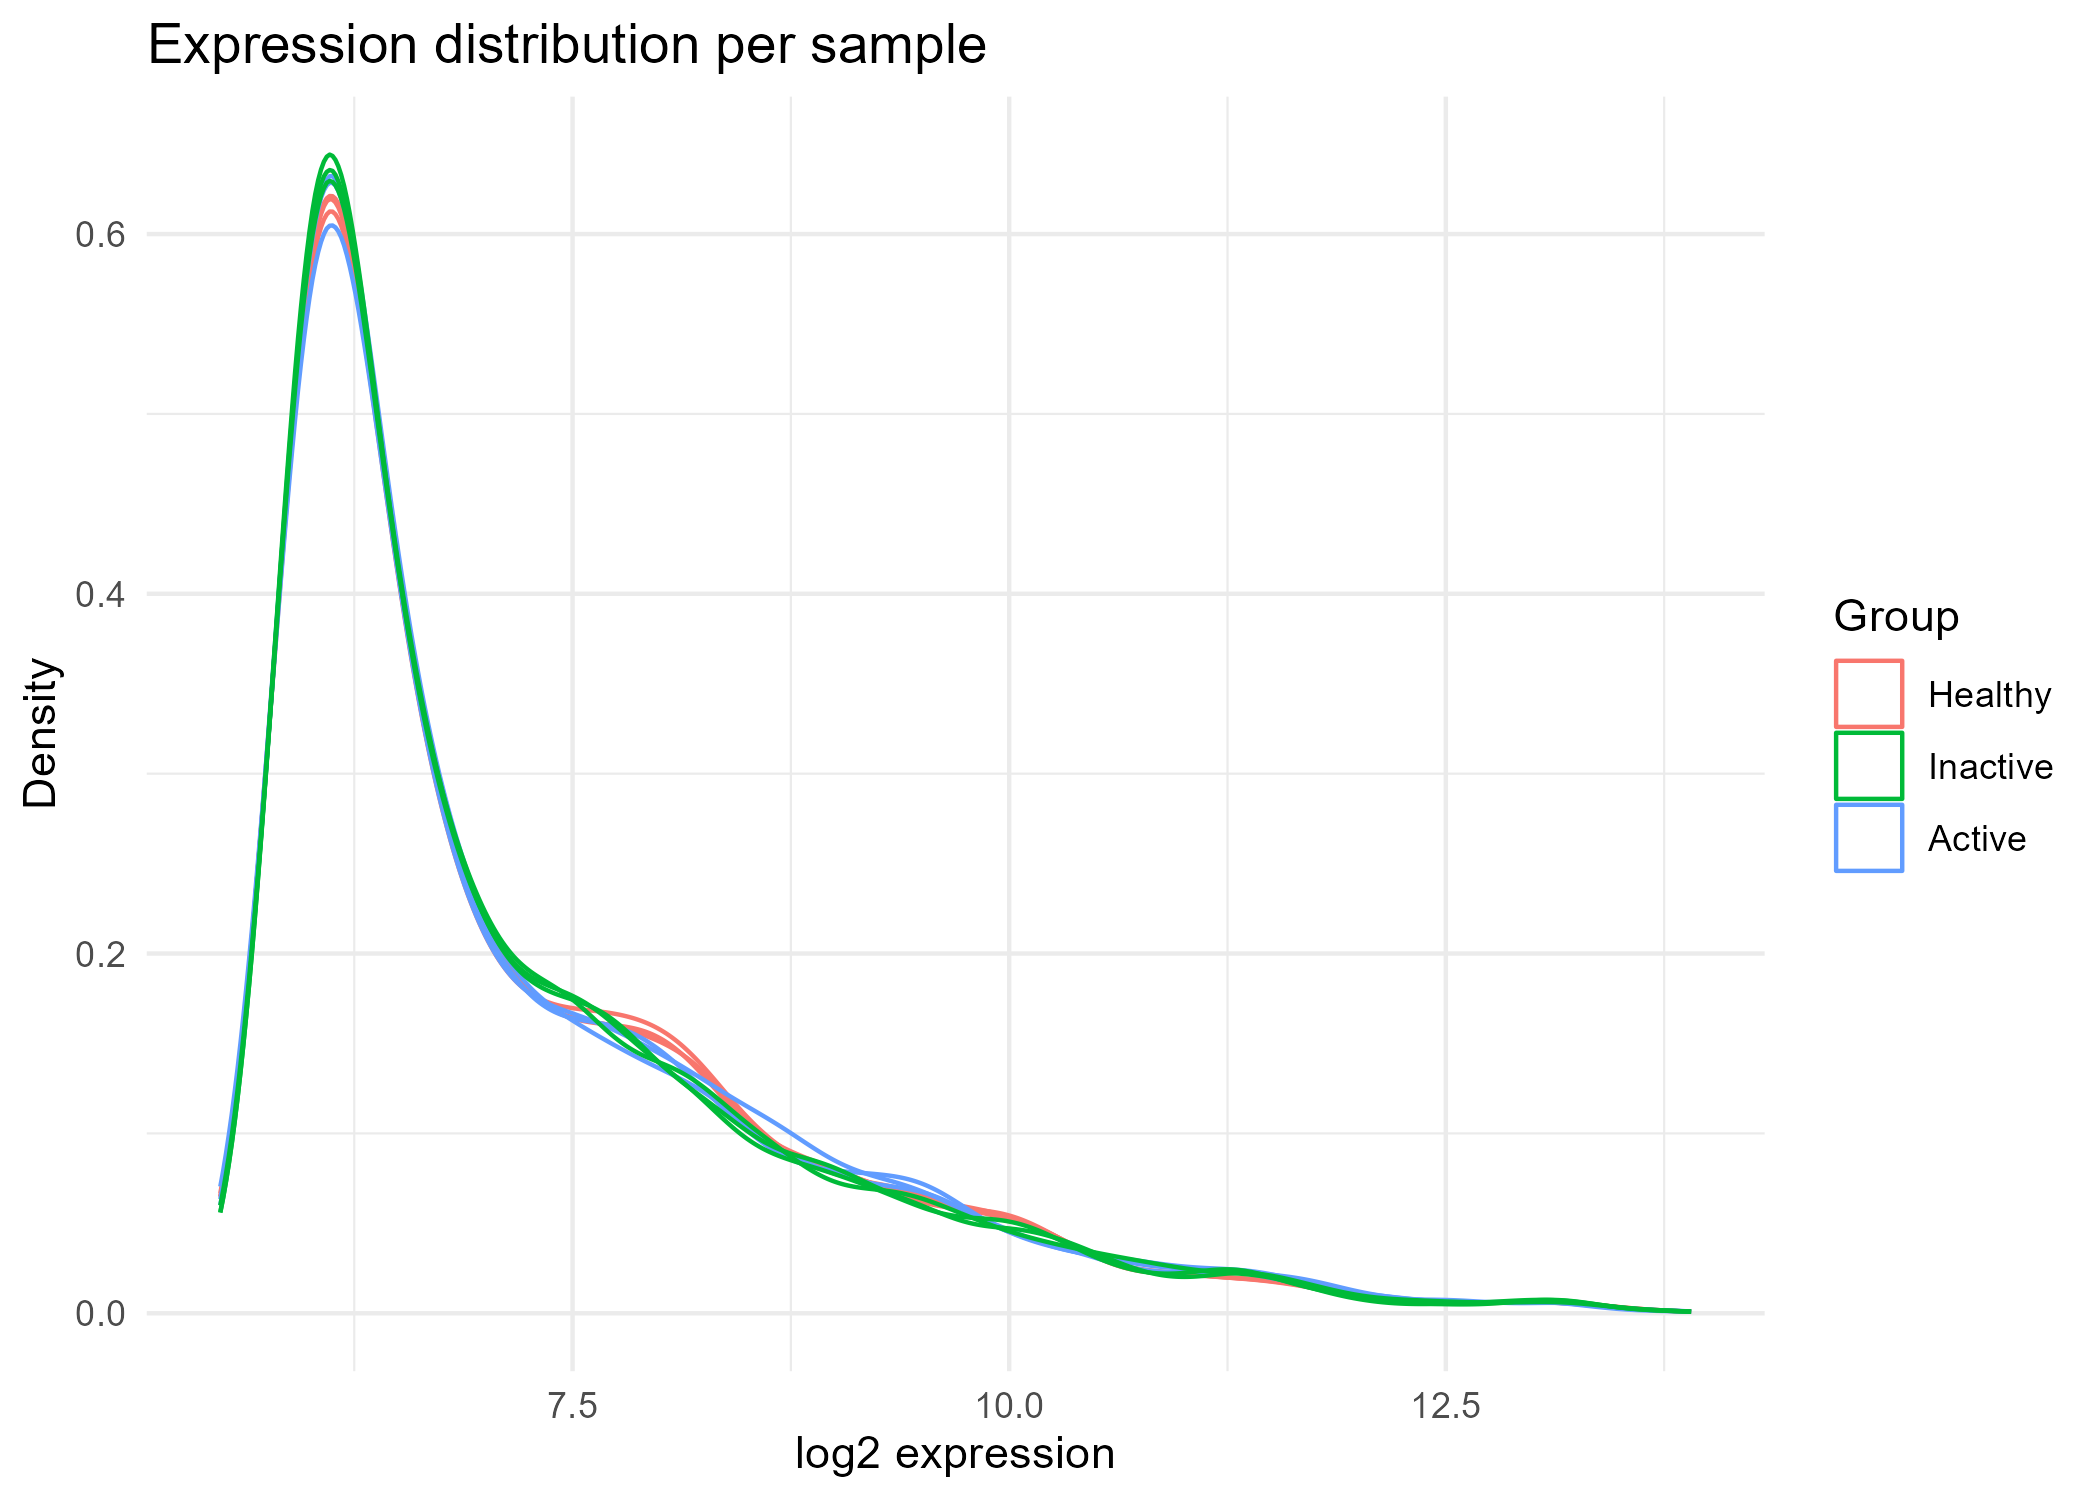 Expression distribution per sample
0.6
0.4
0.2
0.0
Density
7.5
10.0
12.5
log2 expression
Group
Healthy
Inactive
Active